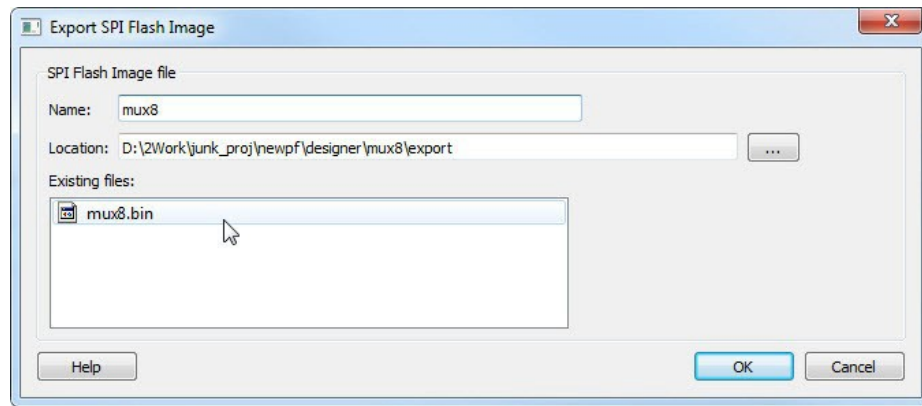 Export SPI Flash Image
SPI Flash Image file
Name: mux8
Location: D:\2Work\junk_proj\newpf\designer\mux8\export ...
Existing files:
mux8.bin
Help OK Cancel